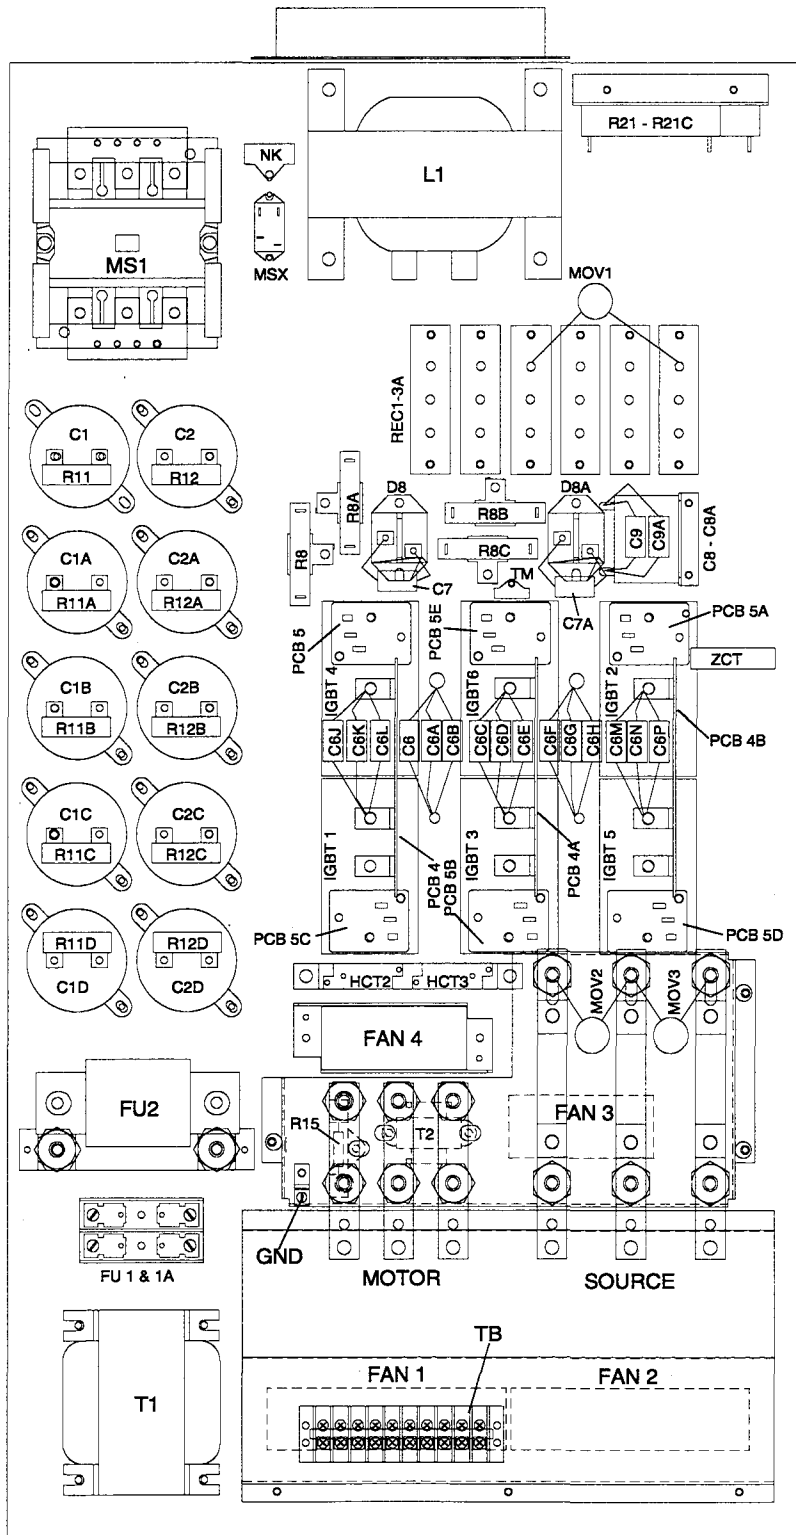 R21 - R21C
NK
L1
MS1
MSX
MOV1
REC1-3A
C1
C2
R11
R12
R8A
D8
D8A
R8B
R8C
R8
C9
C9A
C8 - C8A
C1A
C2A
R11A
R12A
TM
C7
C7A
PCB 5
PCB 5E
PCB 5A
ZCT
IGBT 4
IGBT6
IGBT 2
C1B
C2B
R11B
R12B
C6J
C6K
C6L
C6
C6A
C6B
C6C
C6D
C6E
C6F
C6G
C6H
C6M
C6N
C6P
PCB 4B
C1C
C2C
R11C
R12C
IGBT 1
PCB 4
PCB 5B
IGBT 3
PCB 4A
IGBT 5
R11D
R12D
PCB 5C
PCB 5D
C1D
C2D
HCT2
HCT3
MOV2
MOV3
FAN 4
FU2
FAN 3
R15
T2
GND
FU 1 & 1A
MOTOR
SOURCE
TB
FAN 1
FAN 2
T1